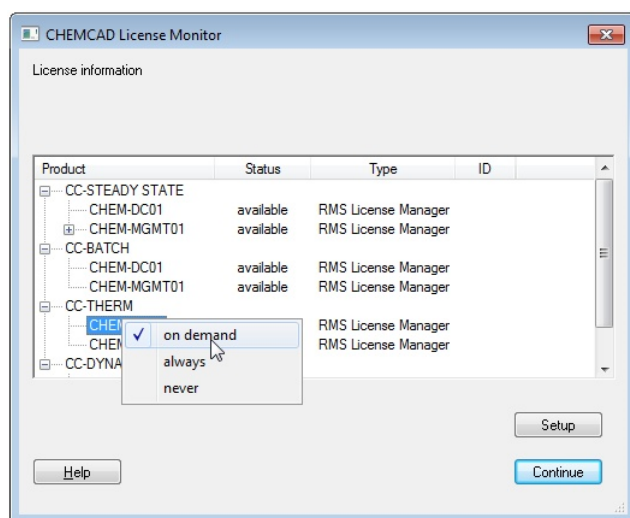 CHEMCAD License Monitor
License information
Product Status Type ID
CC-STEADY STATE
CHEM-DC01 available RMS License Manager
CHEM-MGMT01 available RMS License Manager
CC-BATCH
CHEM-DC01 available RMS License Manager
CHEM-MGMT01 available RMS License Manager
CC-THERM
RMS License Manager
RMS License Manager
on demand
always
never
Setup
Help
Continue